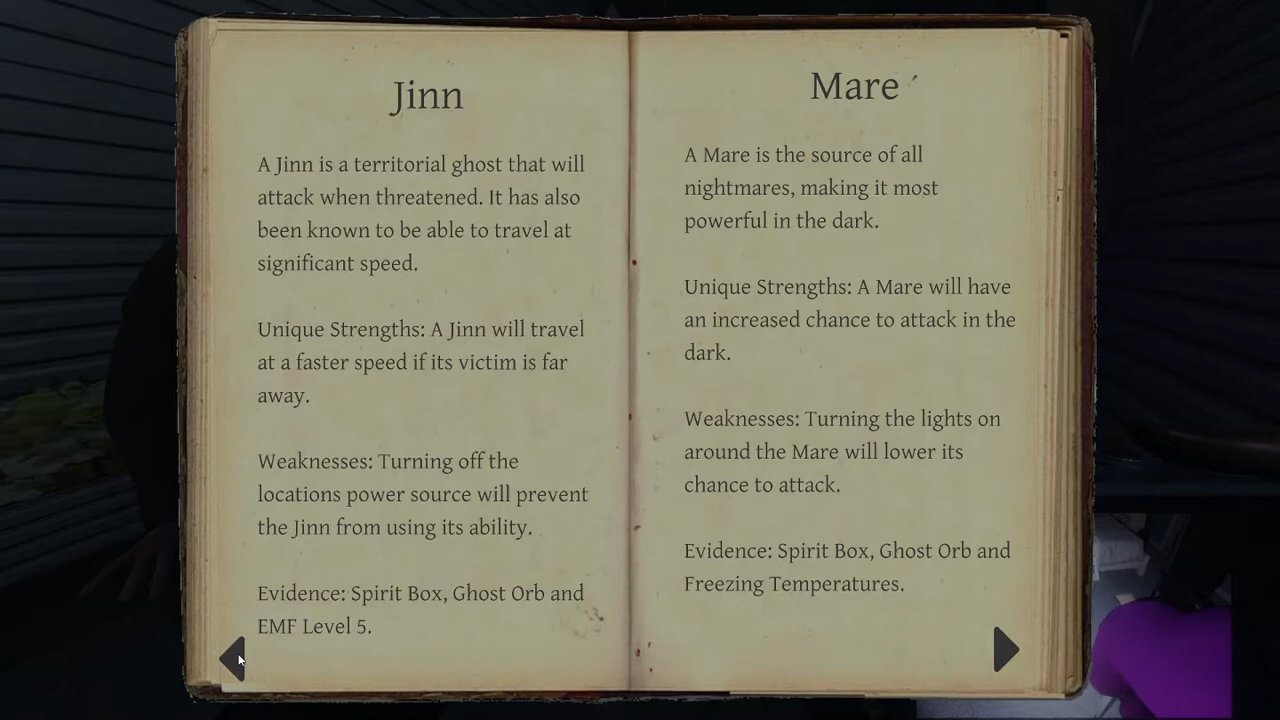 Jinn
A Jinn is a territorial ghost that will
attack when threatened. It has also
been known to be able to travel at
significant speed.
Unique Strengths: A Jinn will travel
at a faster speed if its victim is far
away.
Weaknesses: Turning off the
locations power source will prevent
the Jinn from using its ability.
Evidence: Spirit Box, Ghost Orb and
EMF Level 5.
Mare
A Mare is the source of all
nightmares, making it most
powerful in the dark.
Unique Strengths: A Mare will have
an increased chance to attack in the
dark.
Weaknesses: Turning the lights on
around the Mare will lower its
chance to attack.
Evidence: Spirit Box, Ghost Orb and
Freezing Temperatures.